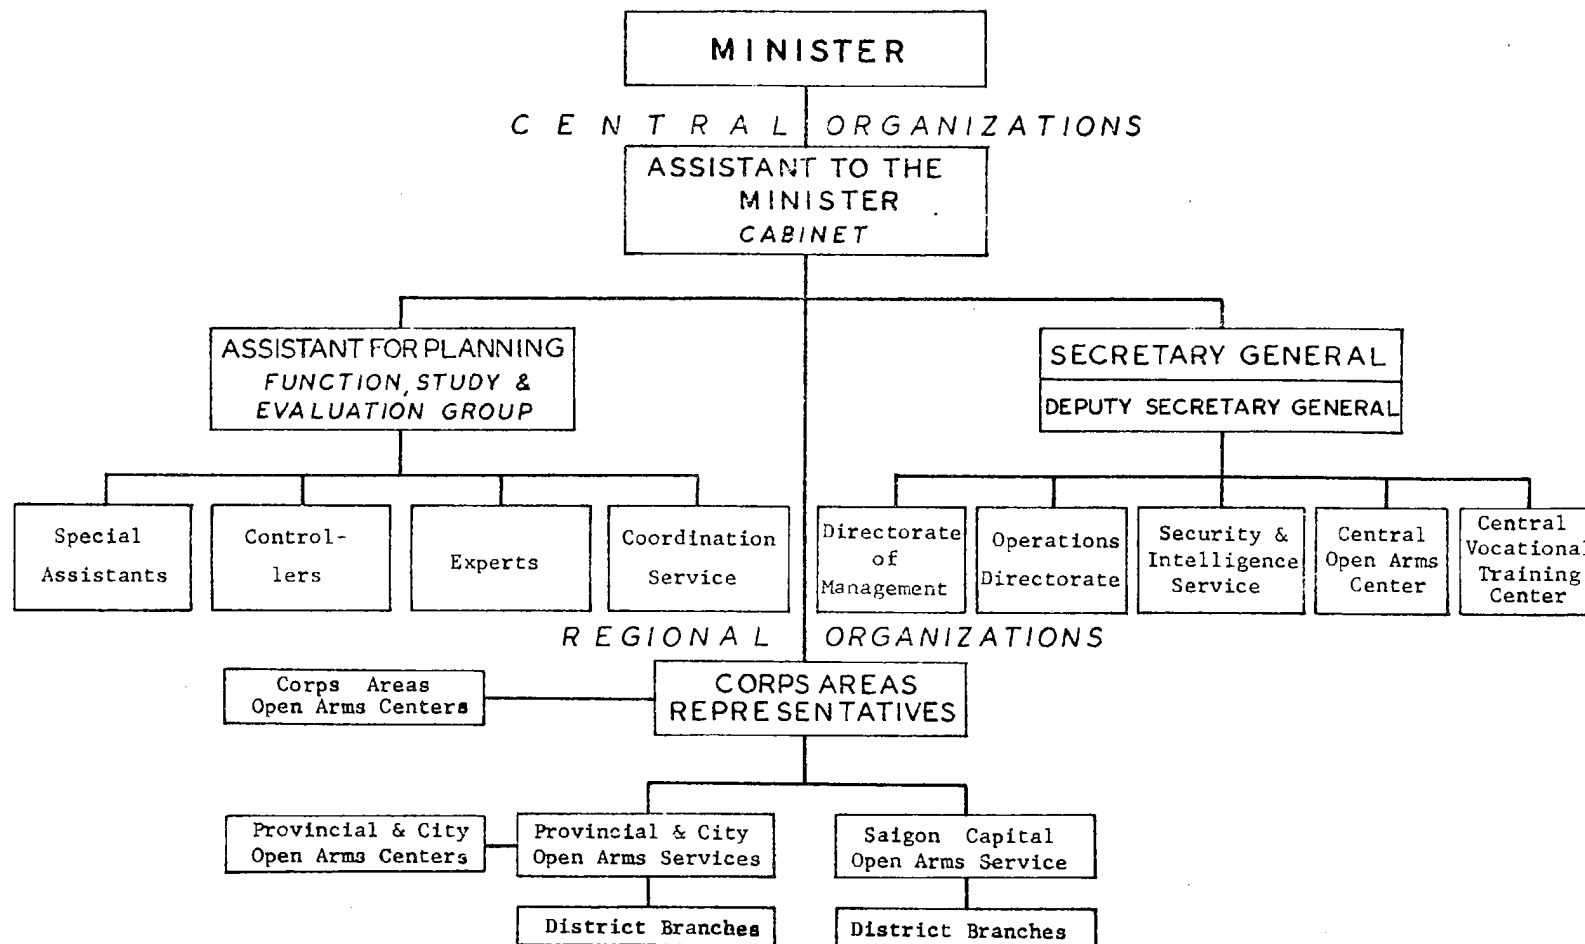 MINISTER
CENTRAL ORGANIZATIONS
ASSISTANT TO THE
MINISTER
CABINET
ASSISTANT FOR PLANNING
FUNCTION, STUDY &
EVALUATION GROUP
SECRETARY GENERAL
DEPUTY SECRETARY GENERAL
Special
Assistants
Control-
lers
Experts
Coordination
Service
Directorate
of
Management
Operations
Directorate
Security &
Intelligence
Service
Central
Open Arms
Center
Central
Vocational
Training
Center
REGIONAL ORGANIZATIONS
Corps Areas
Open Arms Centers
CORPS AREAS
REPRESENTATIVES
Provincial & City
Open Arms Centers
Provincial & City
Open Arms Services
Saigon Capital
Open Arms Service
District Branches
District Branches